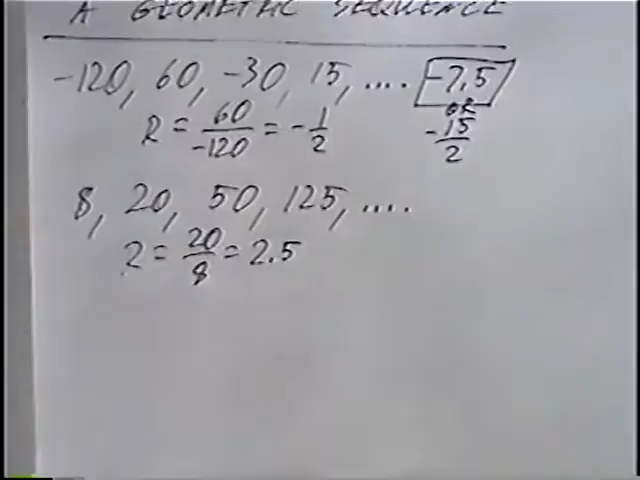 A GEOMETRIC SEQUENCE
-120, 60, -30, 15, .... -7.5
OR
-15/2
R = 60/-120 = -1/2
8, 20, 50, 125, ....
R = 20/8 = 2.5